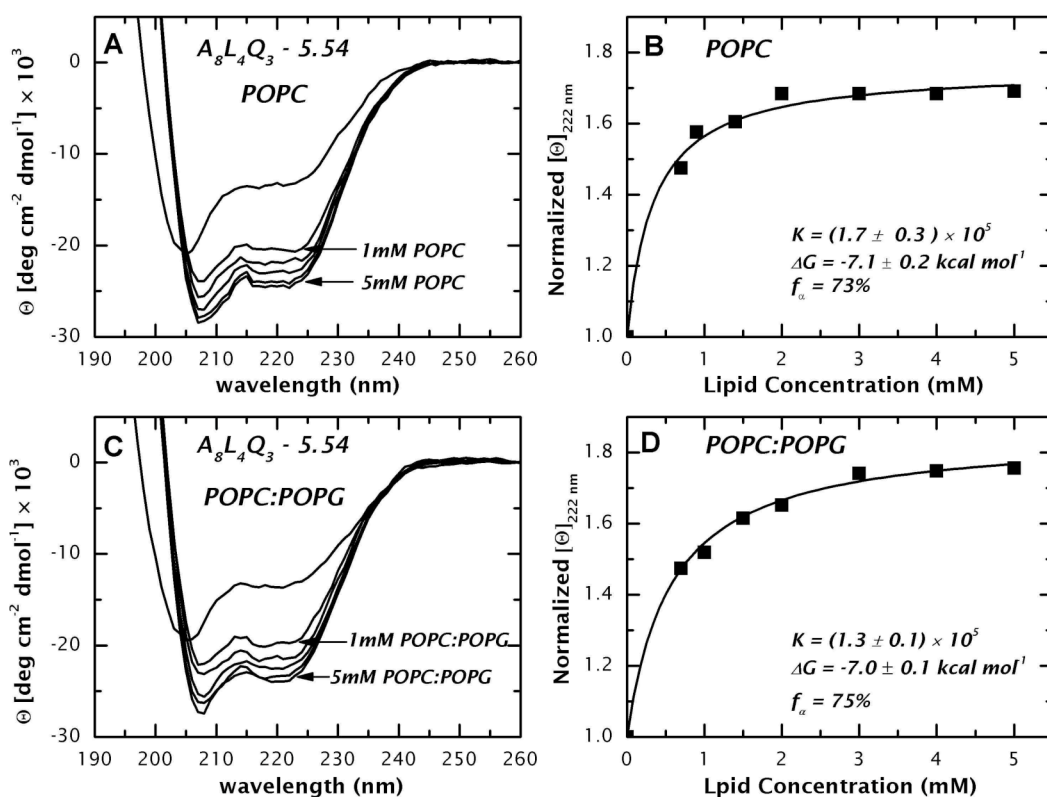 A
A8L4Q3 - 5.54
POPC
Θ [deg cm-2 dmol-1] × 10³
0
-10
-20
-30
1mM POPC
5mM POPC
190 200 210 220 230 240 250 260
wavelength (nm)
B
POPC
Normalized [Θ]222 nm
1.8
1.6
1.4
1.2
1.0
K = (1.7 ± 0.3 ) × 10⁵
ΔG = -7.1 ± 0.2 kcal mol¹
fα = 73%
0 1 2 3 4 5
Lipid Concentration (mM)
C
A8L4Q3 - 5.54
POPC:POPG
Θ [deg cm-2 dmol-1] × 10³
0
-10
-20
-30
1mM POPC:POPG
5mM POPC:POPG
190 200 210 220 230 240 250 260
wavelength (nm)
D
POPC:POPG
Normalized [Θ]222 nm
1.8
1.6
1.4
1.2
1.0
K = (1.3 ± 0.1) × 10⁵
ΔG = -7.0 ± 0.1 kcal mol¹
fα = 75%
0 1 2 3 4 5
Lpid Concentration (mM)